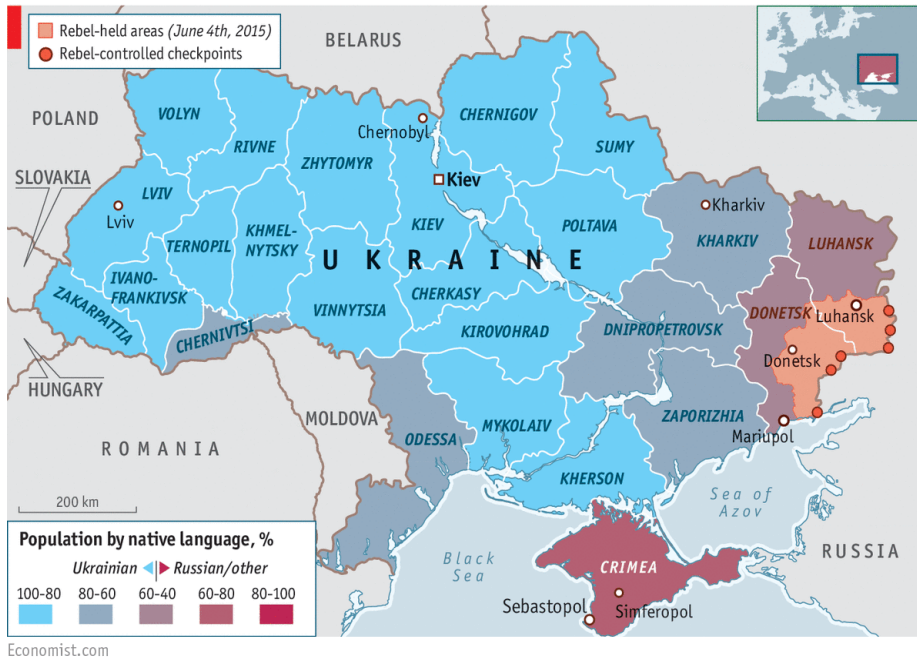 Rebel-held areas (June 4th, 2015)
Rebel-controlled checkpoints
BELARUS
POLAND
SLOVAKIA
HUNGARY
ROMANIA
MOLDOVA
RUSSIA
UKRAINE
VOLYN
RIVNE
ZHYTOMYR
Chernobyl
CHERNIGOV
SUMY
Kiev
LVIV
Lviv
TERNOPIL
KHMEL-
NYTSKY
KIEV
POLTAVA
Kharkiv
KHARKIV
LUHANSK
IVANO-
FRANKIVSK
ZAKARPATTIA
CHERNIVTSI
VINNYTSIA
CHERKASY
KIROVOHRAD
DNIPROPETROVSK
DONETSK
Luhansk
Donetsk
ODESSA
MYKOLAIV
ZAPORIZHIA
Mariupol
KHERSON
Sea of
Azov
Black
Sea
CRIMEA
Sebastopol
Simferopol
200 km
Population by native language, %
Ukrainian Russian/other
100-80 80-60 60-40 60-80 80-100
Economist.com